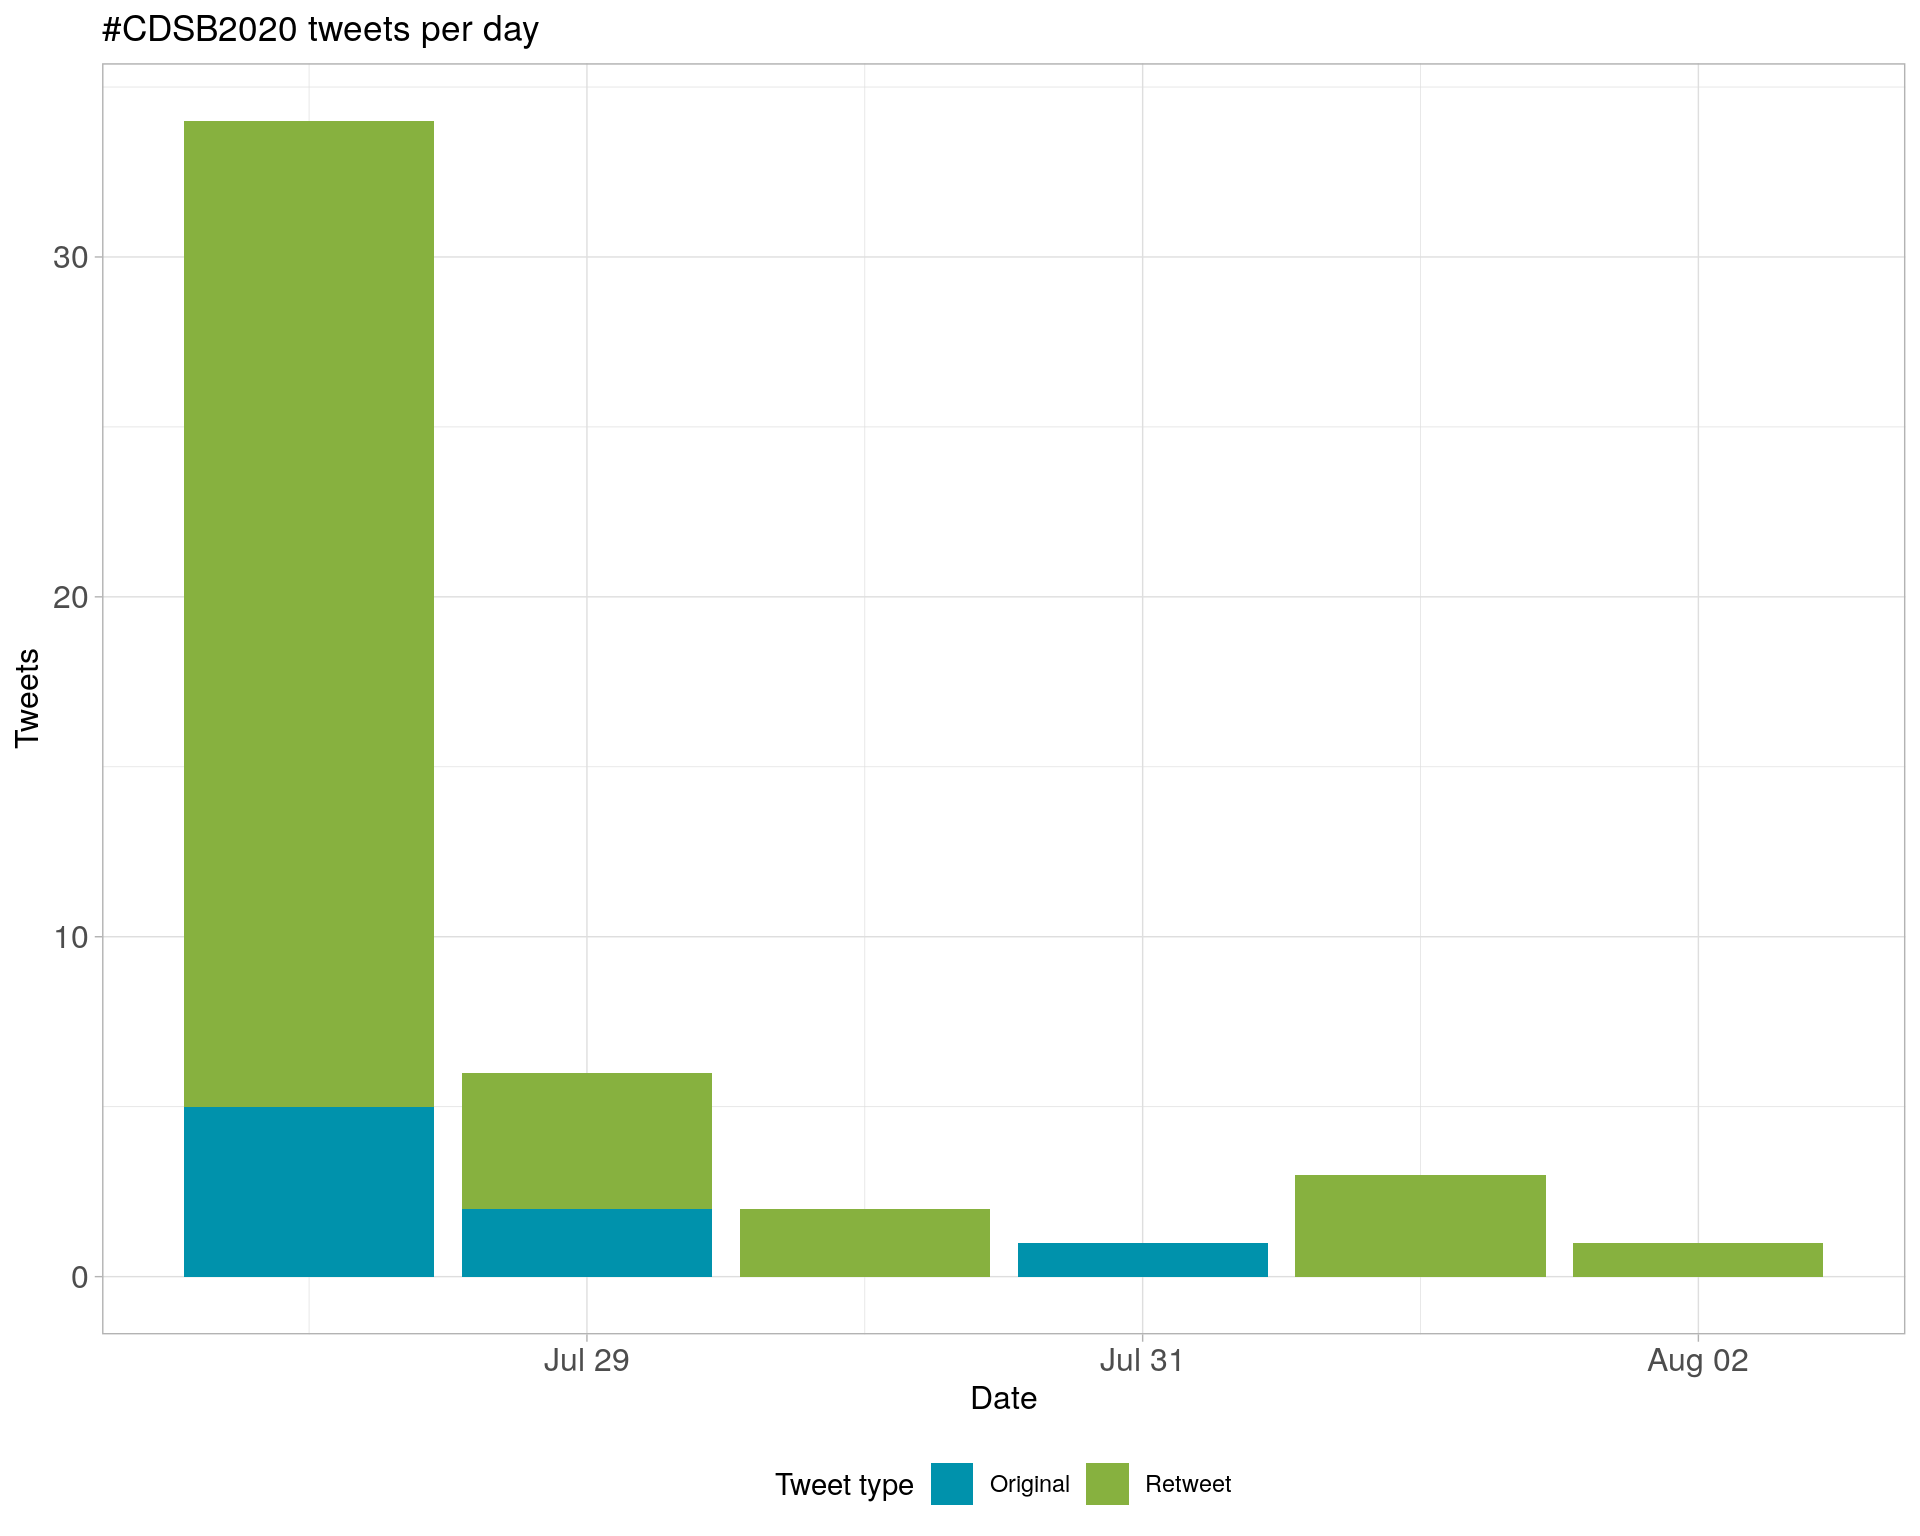 #CDSB2020 tweets per day
30
20
10
0
Tweets
Jul 29 Jul 31 Aug 02
Date
Tweet type Original Retweet